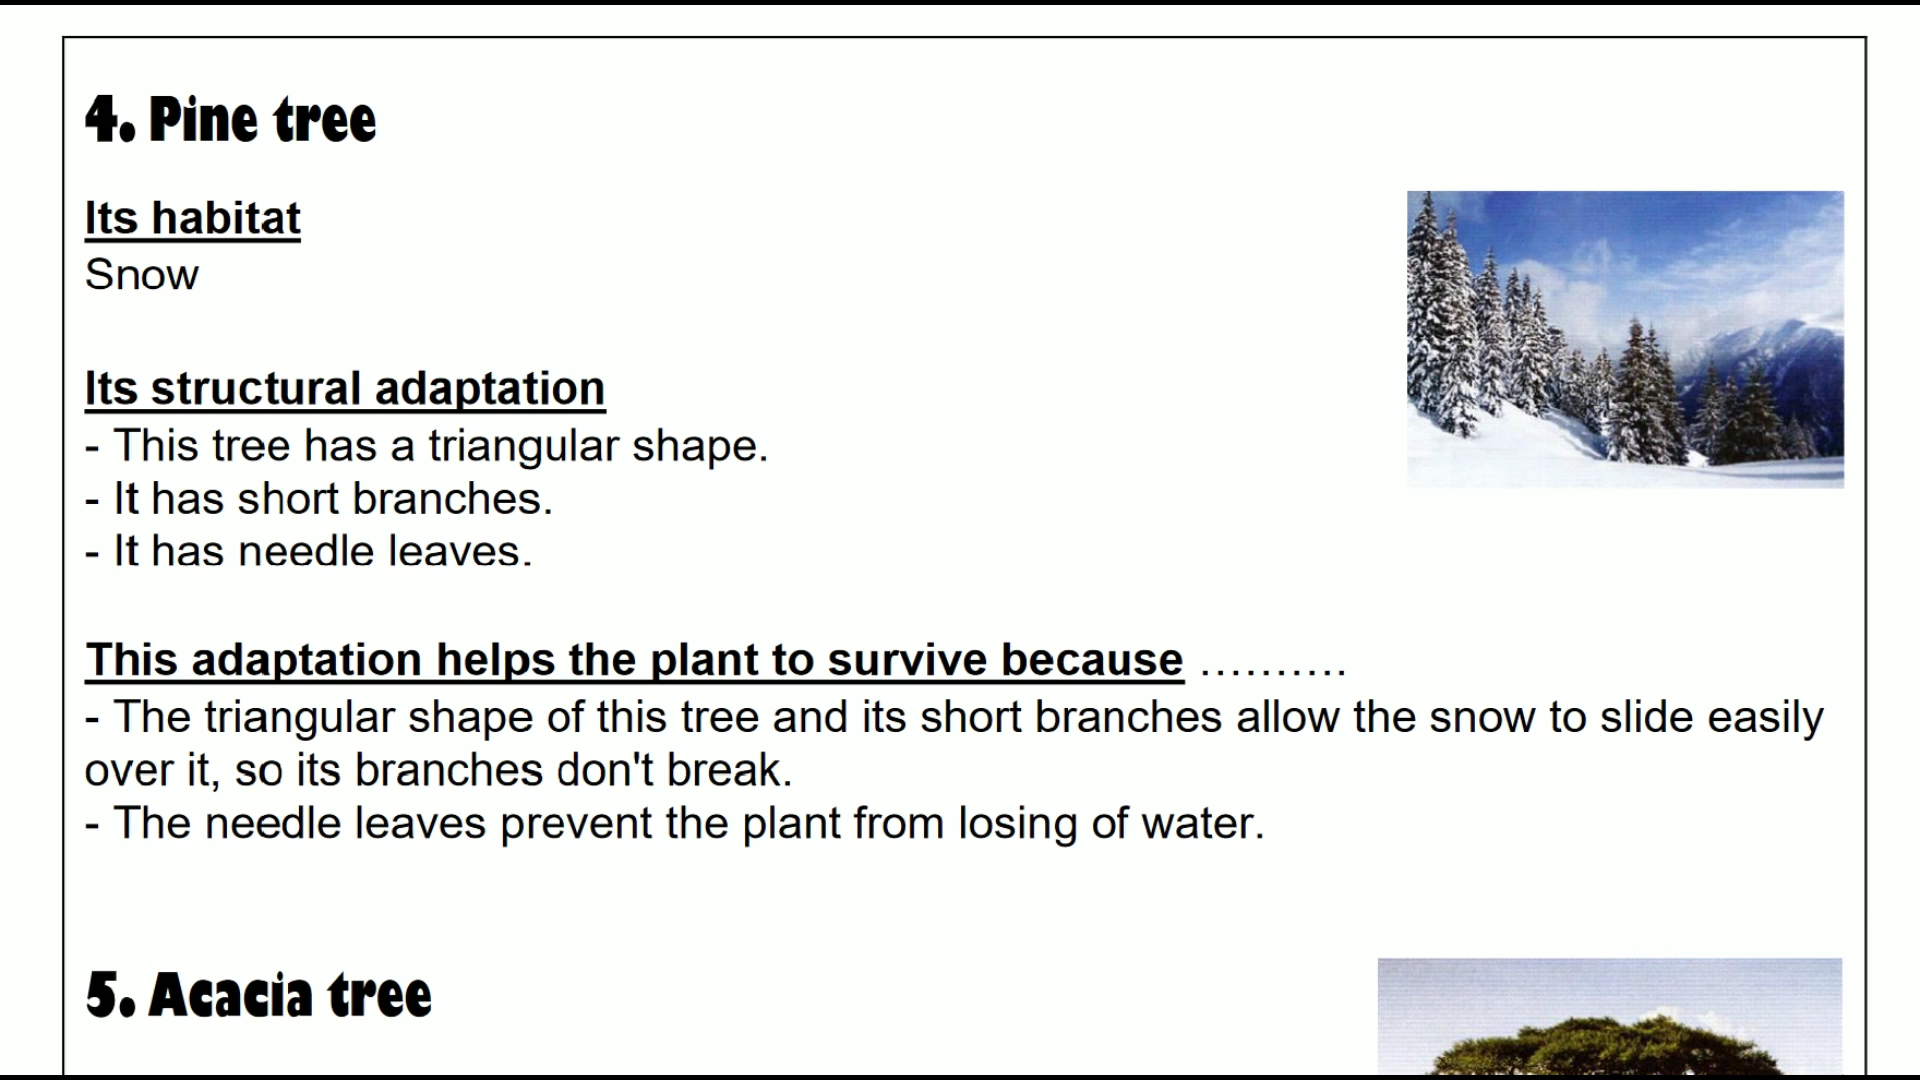 4. Pine tree
Its habitat
Snow
Its structural adaptation
- This tree has a triangular shape.
- It has short branches.
- It has needle leaves.
This adaptation helps the plant to survive because ..........
- The triangular shape of this tree and its short branches allow the snow to slide easily
over it, so its branches don't break.
- The needle leaves prevent the plant from losing of water.
5. Acacia tree